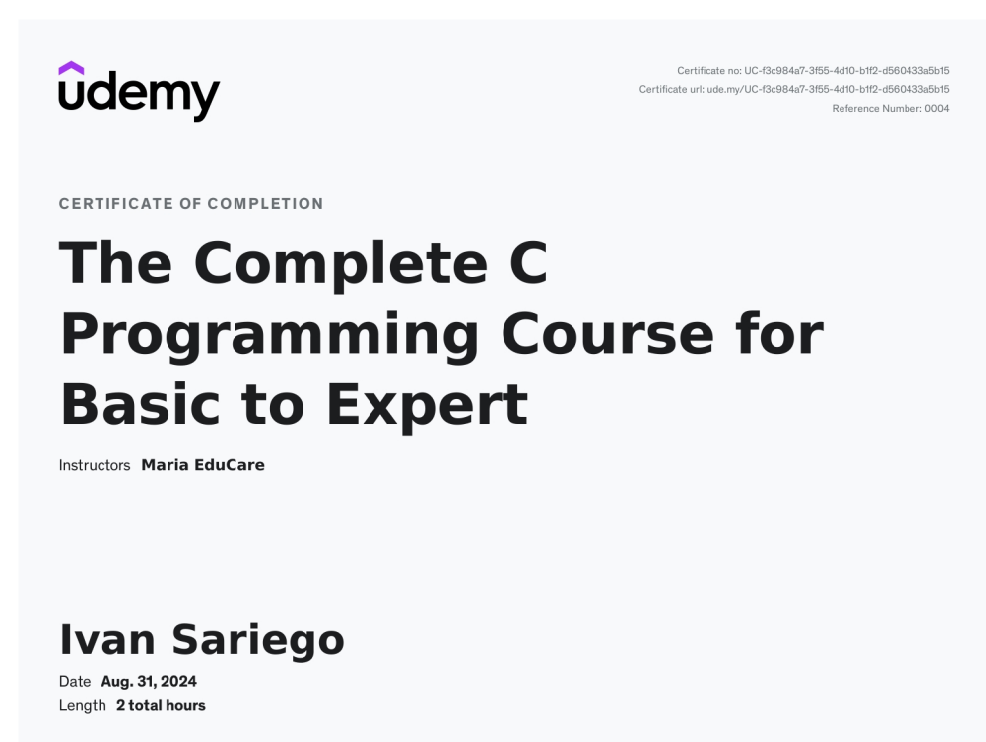 udemy
Certificate no: UC-f3c984a7-3f55-4d10-b1f2-d560433a5b15
Certificate url: ude.my/UC-f3c984a7-3f55-4d10-b1f2-d560433a5b15
Reference Number: 0004
CERTIFICATE OF COMPLETION
The Complete C
Programming Course for
Basic to Expert
Instructors Maria EduCare
Ivan Sariego
Date Aug. 31, 2024
Length 2 total hours